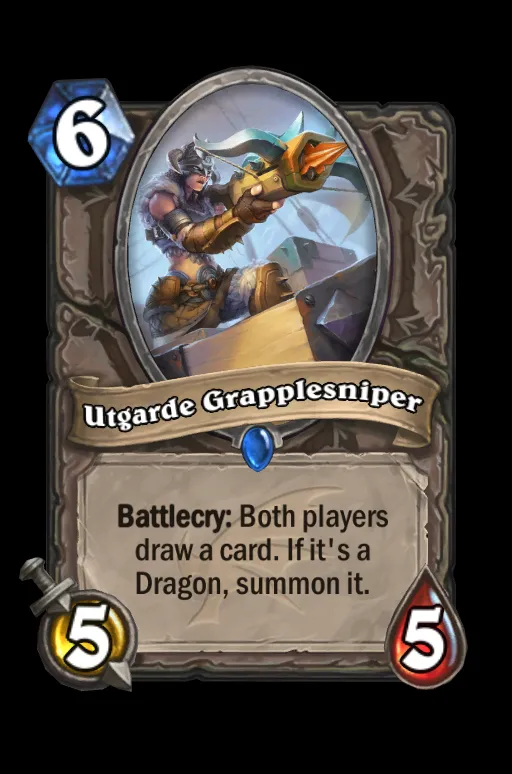 6
Utgarde Grapplesniper
Battlecry: Both players
draw a card. If it's a
Dragon, summon it.
5
5